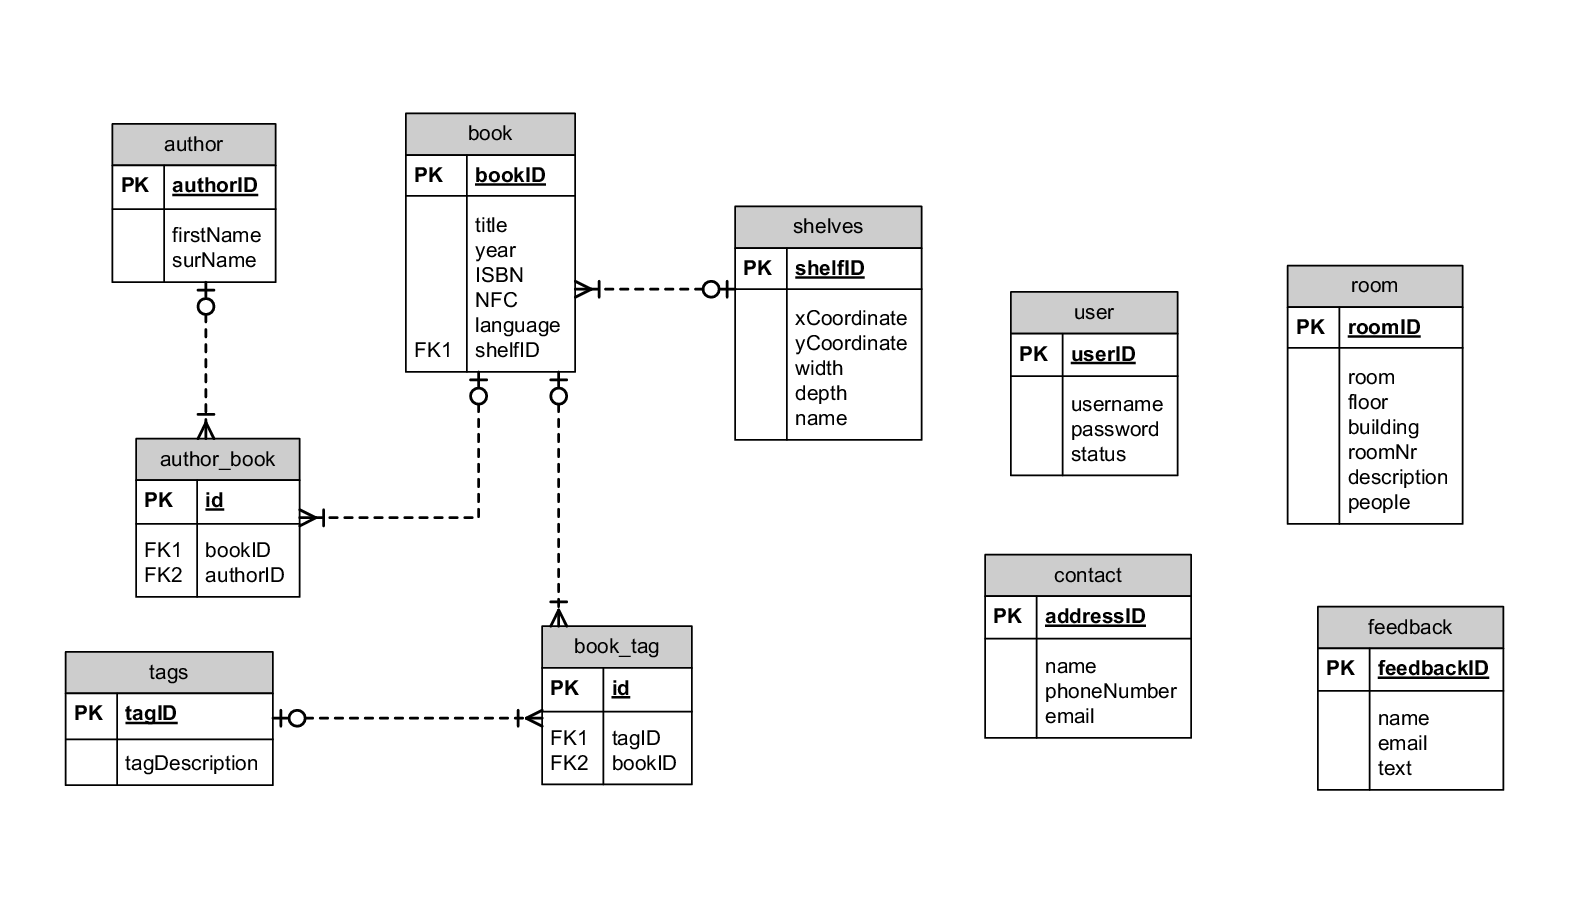 author
PK authorID
firstName
surName
book
PK bookID
title
year
ISBN
NFC
language
FK1 shelfID
shelves
PK shelfID
xCoordinate
yCoordinate
width
depth
name
user
PK userID
username
password
status
room
PK roomID
room
floor
building
roomNr
description
people
author_book
PK id
FK1 bookID
FK2 authorID
tags
PK tagID
tagDescription
book_tag
PK id
FK1 tagID
FK2 bookID
contact
PK addressID
name
phoneNumber
email
feedback
PK feedbackID
name
email
text